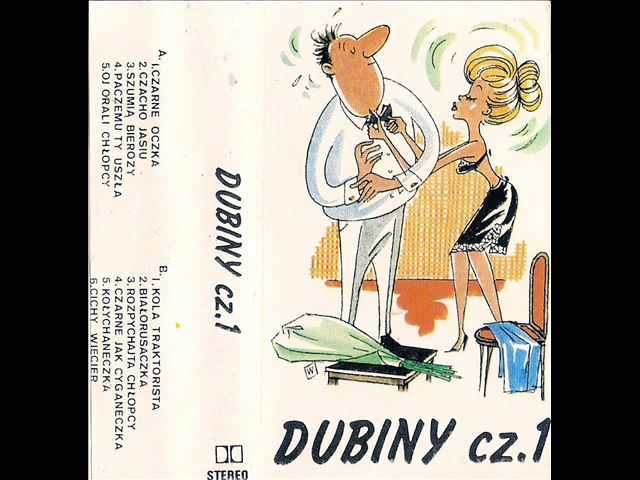 A.
1.CZARNE OCZKA
2.CZACHO JASIU
3.SZUMIĄ BIEROZY
4.PACZEMU TY USZŁA
5.OJ ORALI CHŁOPCY
B.
1. KOLA TRAKTORISTA
2. BIAŁORUSACZKA
3. ROZPYCHAJTA CHŁOPCY
4. CZARNE JAK CYGANECZKA
5. KOŁYCHANECZKA
6.CICHY WIECIER
DUBINY cz.1
STEREO
W
DUBINY cz.1